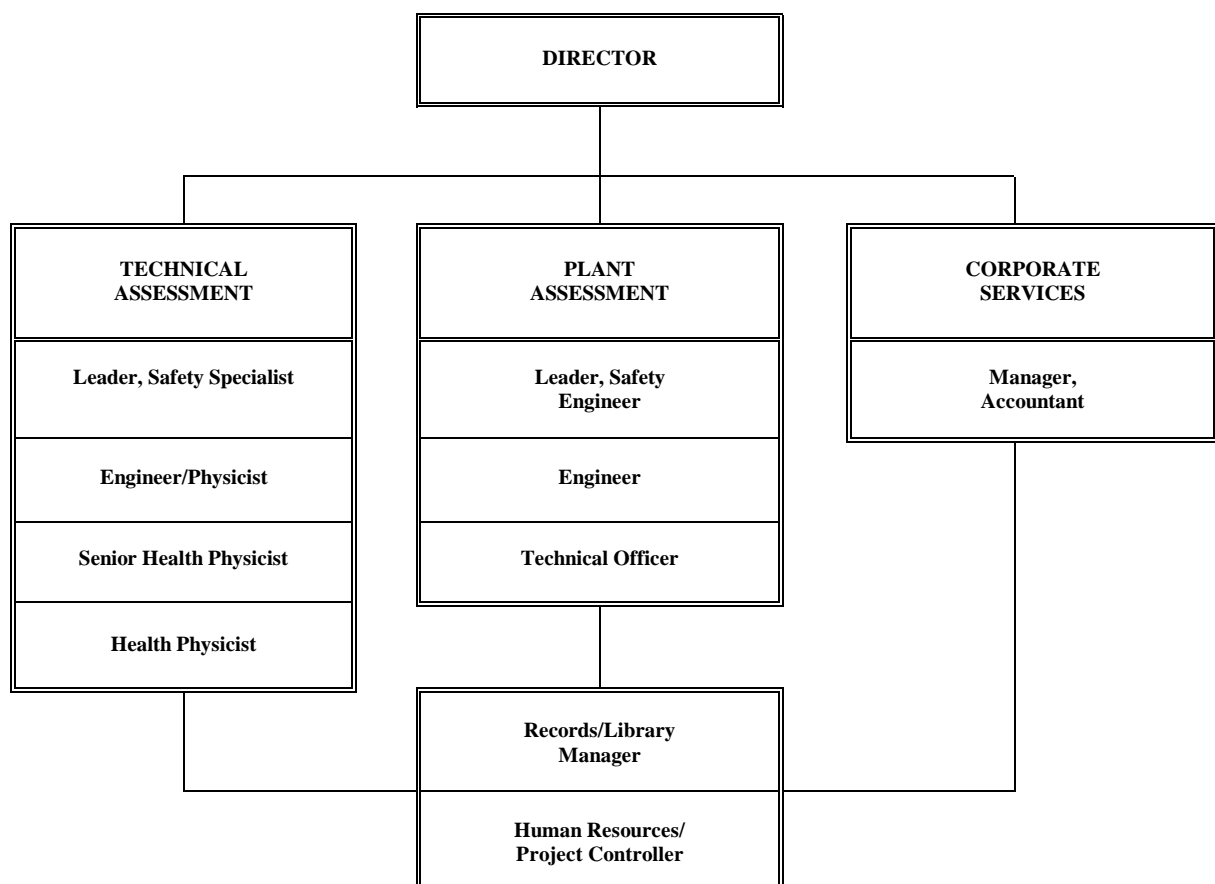 DIRECTOR
TECHNICAL
ASSESSMENT
Leader, Safety Specialist
Engineer/Physicist
Senior Health Physicist
Health Physicist
PLANT
ASSESSMENT
Leader, Safety
Engineer
Engineer
Technical Officer
CORPORATE
SERVICES
Manager,
Accountant
Records/Library
Manager
Human Resources/
Project Controller